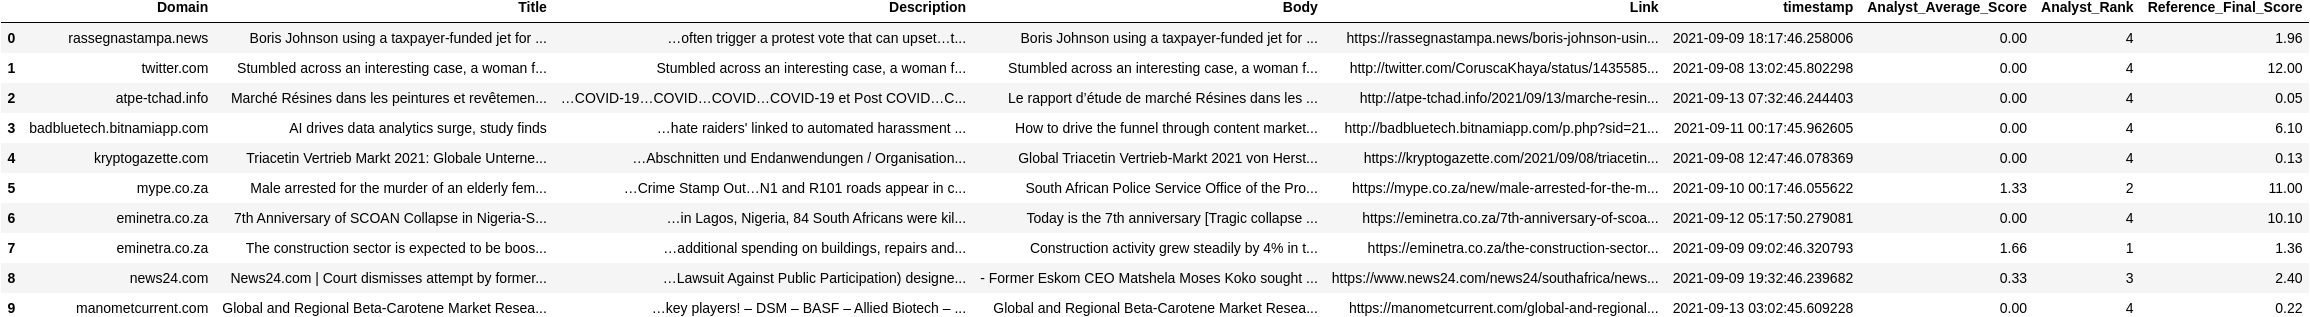 Domain Title Description Body Link timestamp Analyst_Average_Score Analyst_Rank Reference_Final_Score
0 rassegnastampa.news Boris Johnson using a taxpayer-funded jet for ... …often trigger a protest vote that can upset…t... Boris Johnson using a taxpayer-funded jet for ... https://rassegnastampa.news/boris-johnson-usin... 2021-09-09 18:17:46.258006 0.00 4 1.96
1 twitter.com Stumbled across an interesting case, a woman f... Stumbled across an interesting case, a woman f... Stumbled across an interesting case, a woman f... http://twitter.com/CoruscaKhaya/status/1435585... 2021-09-08 13:02:45.802298 0.00 4 12.00
2 atpe-tchad.info Marché Résines dans les peintures et revêtemen... …COVID-19…COVID…COVID…COVID-19 et Post COVID…C... Le rapport d’étude de marché Résines dans les ... http://atpe-tchad.info/2021/09/13/marche-resin... 2021-09-13 07:32:46.244403 0.00 4 0.05
3 badbluetech.bitnamiapp.com AI drives data analytics surge, study finds …hate raiders' linked to automated harassment ... How to drive the funnel through content market... http://badbluetech.bitnamiapp.com/p.php?sid=21... 2021-09-11 00:17:45.962605 0.00 4 6.10
4 kryptogazette.com Triacetin Vertrieb Markt 2021: Globale Unterne... …Abschnitten und Endanwendungen / Organisation... Global Triacetin Vertrieb-Markt 2021 von Herst... https://kryptogazette.com/2021/09/08/triacetin... 2021-09-08 12:47:46.078369 0.00 4 0.13
5 mype.co.za Male arrested for the murder of an elderly fem... …Crime Stamp Out…N1 and R101 roads appear in c... South African Police Service Office of the Pro... https://mype.co.za/new/male-arrested-for-the-m... 2021-09-10 00:17:46.055622 1.33 2 11.00
6 eminetra.co.za 7th Anniversary of SCOAN Collapse in Nigeria-S... …in Lagos, Nigeria, 84 South Africans were kil... Today is the 7th anniversary [Tragic collapse ... https://eminetra.co.za/7th-anniversary-of-scoa... 2021-09-12 05:17:50.279081 0.00 4 10.10
7 eminetra.co.za The construction sector is expected to be boos... …additional spending on buildings, repairs and... Construction activity grew steadily by 4% in t... https://eminetra.co.za/the-construction-sector... 2021-09-09 09:02:46.320793 1.66 1 1.36
8 news24.com News24.com | Court dismisses attempt by former... …Lawsuit Against Public Participation) designe... - Former Eskom CEO Matshela Moses Koko sought ... https://www.news24.com/news24/southafrica/news... 2021-09-09 19:32:46.239682 0.33 3 2.40
9 manometcurrent.com Global and Regional Beta-Carotene Market Resea... …key players! – DSM – BASF – Allied Biotech – ... Global and Regional Beta-Carotene Market Resea... https://manometcurrent.com/global-and-regional... 2021-09-13 03:02:45.609228 0.00 4 0.22